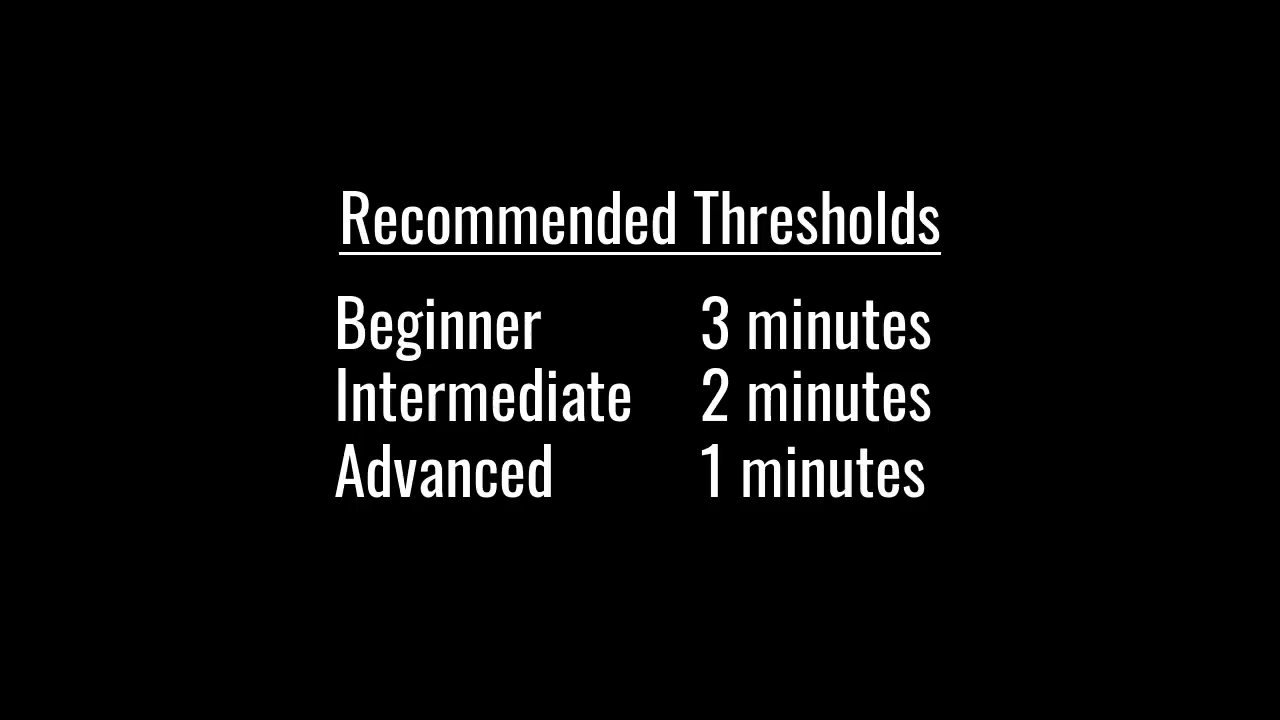 Recommended Thresholds
Beginner 3 minutes
Intermediate 2 minutes
Advanced 1 minutes